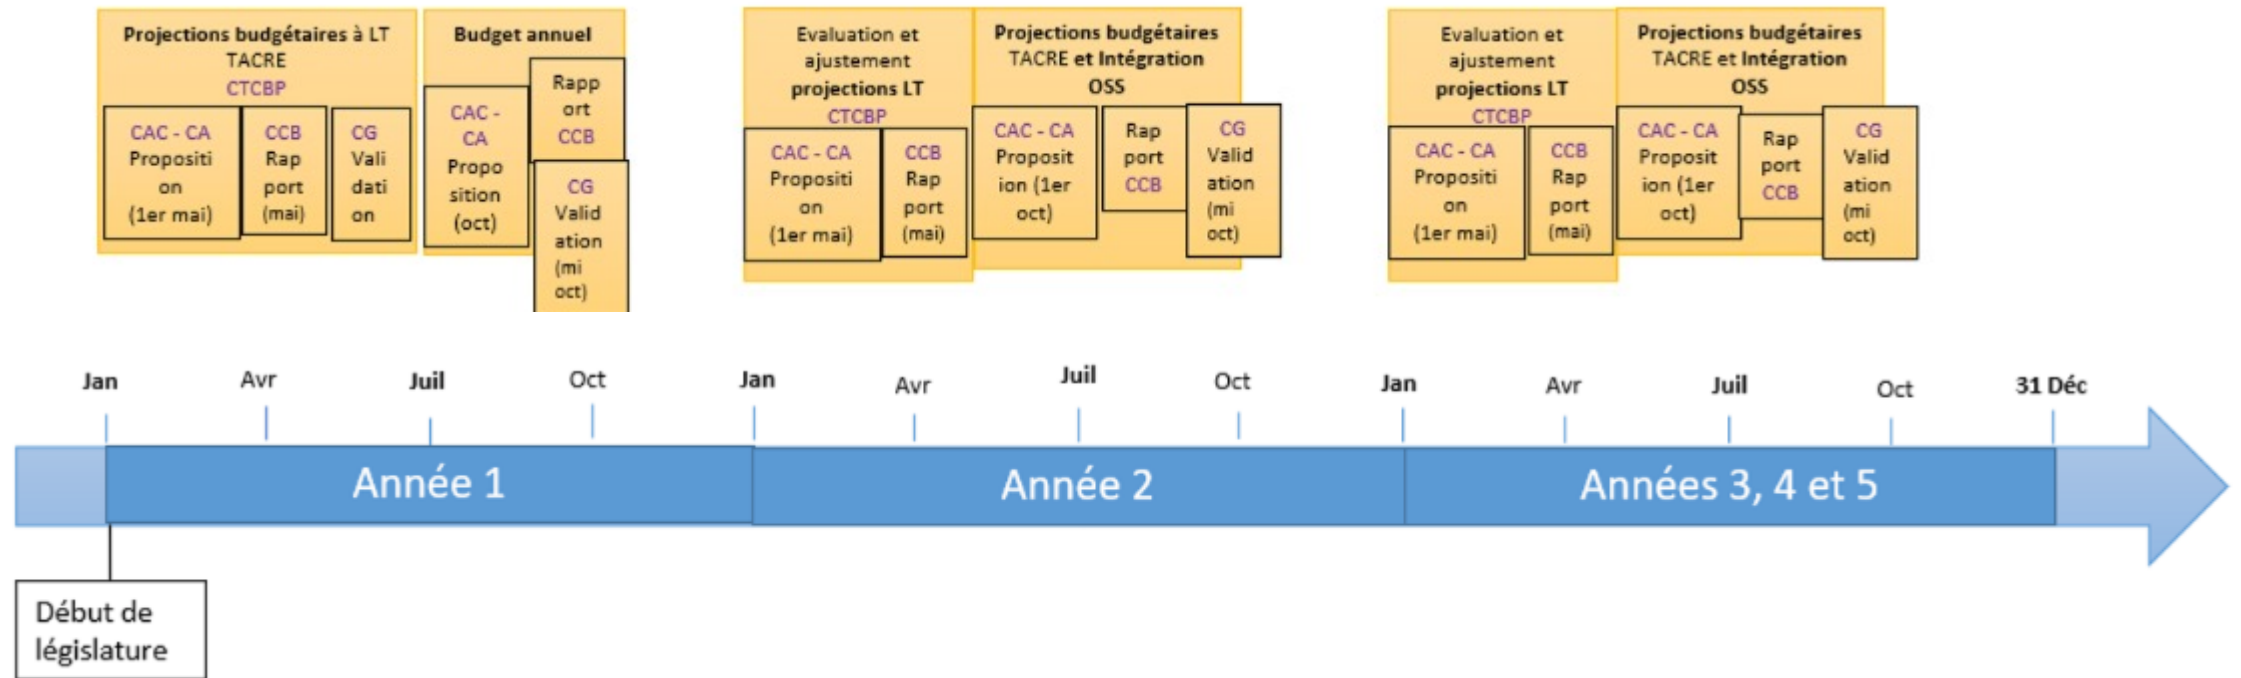 Projections budgétaires à LT
TACRE
CTCBP
CAC - CA
Propositi
on
(1er mai)
CCB
Rap
port
(mai)
CG
Vali
dati
on
Budget annuel
CAC -
CA
Propo
sition
(oct)
Rapp
ort
CCB
CG
Valid
ation
(mi
oct)
Evaluation et
ajustement
projections LT
CTCBP
CAC - CA
Propositi
on
(1er mai)
CCB
Rap
port
(mai)
Projections budgétaires
TACRE et Intégration
OSS
CAC - CA
Proposit
ion (1er
oct)
Rap
port
CCB
CG
Valid
ation
(mi
oct)
Evaluation et
ajustement
projections LT
CTCBP
CAC - CA
Propositi
on
(1er mai)
CCB
Rap
port
(mai)
Projections budgétaires
TACRE et Intégration
OSS
CAC - CA
Proposit
ion (1er
oct)
Rap
port
CCB
CG
Valid
ation
(mi
oct)
Jan Avr Juil Oct Jan Avr Juil Oct Jan Avr Juil Oct 31 Déc
Année 1 Année 2 Années 3, 4 et 5
Début de
législature